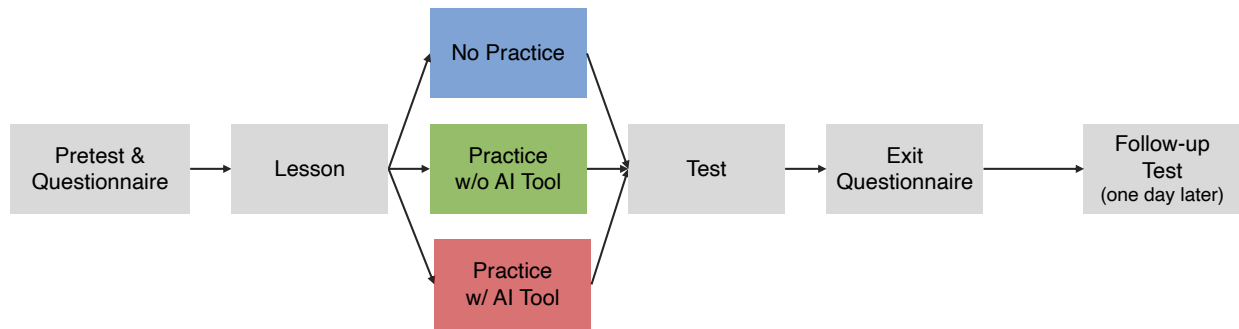 Pretest &
Questionnaire
Lesson
No Practice
Practice
w/o AI Tool
Practice
w/ AI Tool
Test
Exit
Questionnaire
Follow-up
Test
(one day later)